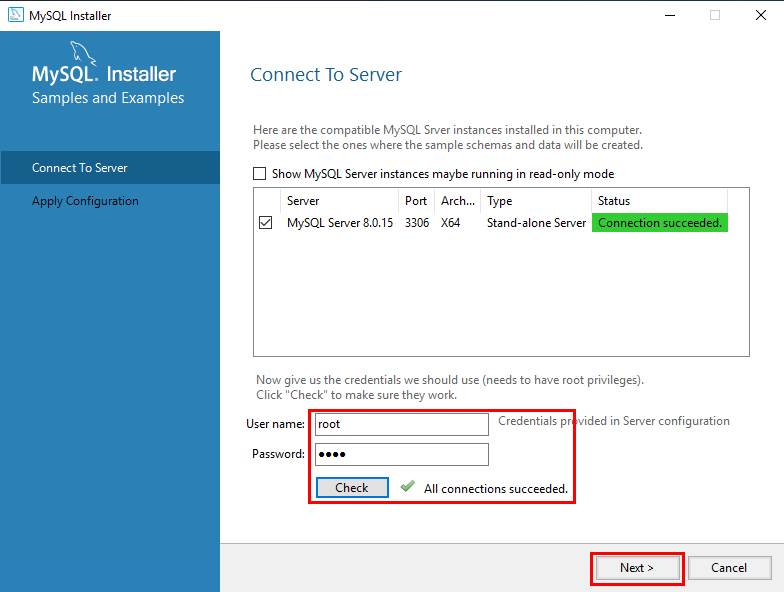 MySQL Installer
MySQL. Installer
Samples and Examples
Connect To Server
Apply Configuration
Connect To Server
Here are the compatible MySQL Srver instances installed in this computer.
Please select the ones where the sample schemas and data will be created.
Show MySQL Server instances maybe running in read-only mode
Server Port Arch... Type Status
MySQL Server 8.0.15 3306 X64 Stand-alone Server Connection succeeded.
Now give us the credentials we should use (needs to have root privileges).
Click "Check" to make sure they work.
User name: root Credentials provided in Server configuration
Password: ●●●●
Check All connections succeeded.
Next > Cancel